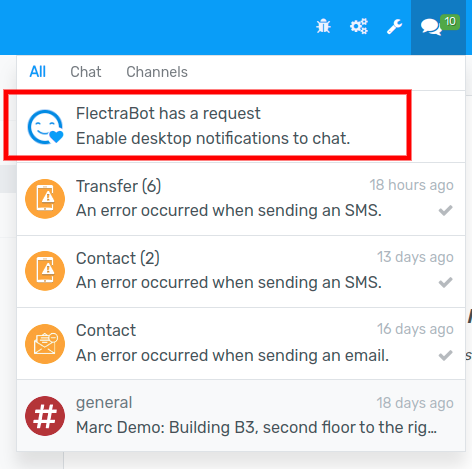 10
All Chat Channels
FlectraBot has a request
Enable desktop notifications to chat.
Transfer (6) 18 hours ago
An error occurred when sending an SMS.
Contact (2) 13 days ago
An error occurred when sending an SMS.
Contact 16 days ago
An error occurred when sending an email.
general 18 days ago
Marc Demo: Building B3, second floor to the rig…